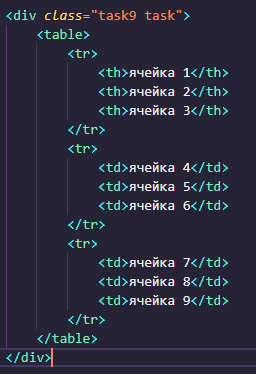 <div class="task9 task">
<table>
<tr>
<th>ячейка 1</th>
<th>ячейка 2</th>
<th>ячейка 3</th>
</tr>
<tr>
<td>ячейка 4</td>
<td>ячейка 5</td>
<td>ячейка 6</td>
</tr>
<tr>
<td>ячейка 7</td>
<td>ячейка 8</td>
<td>ячейка 9</td>
</tr>
</table>
</div>